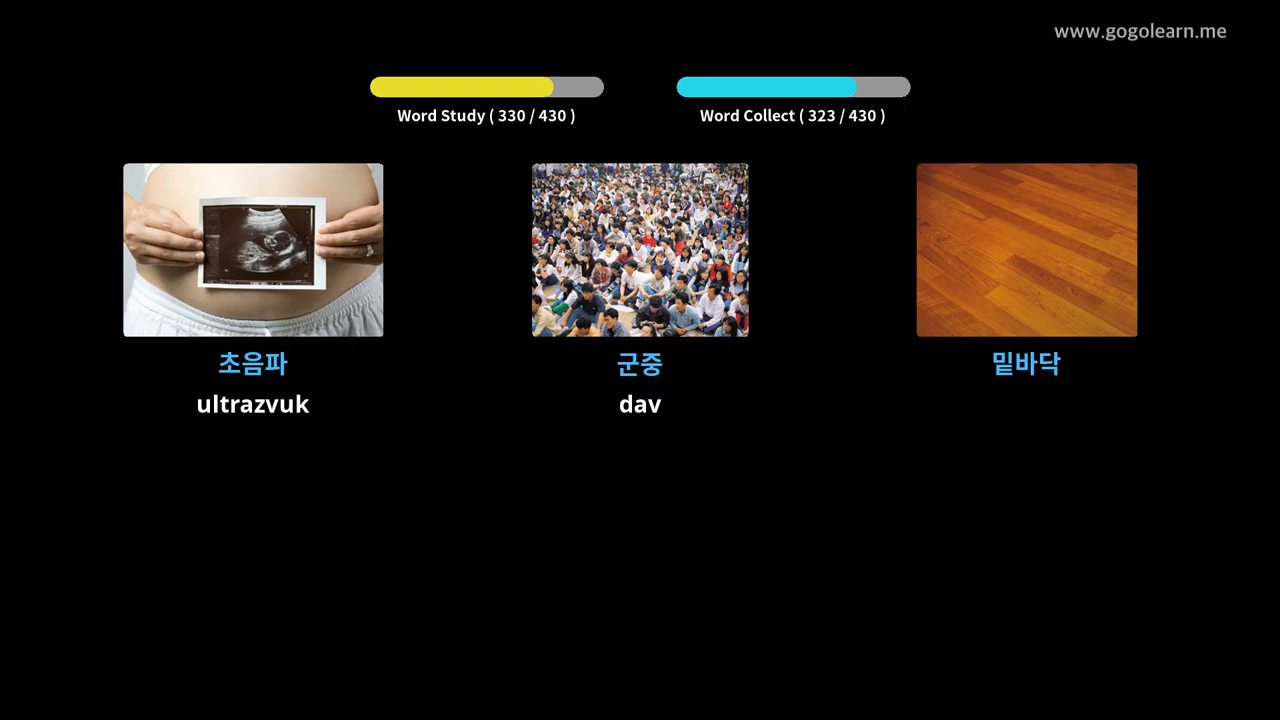 www.gogolearn.me
Word Study ( 330 / 430 )
Word Collect ( 323 / 430 )
초음파
ultrazvuk
군중
dav
밑바닥